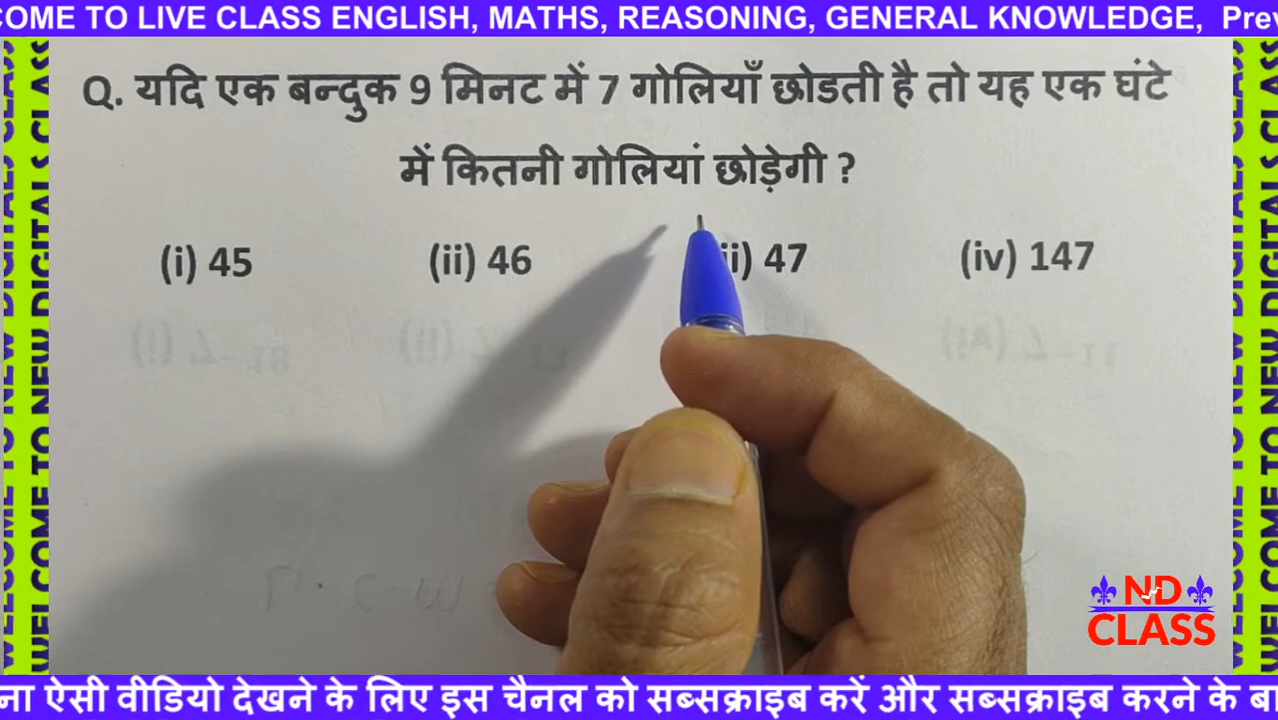 COME TO LIVE CLASS ENGLISH, MATHS, REASONING, GENERAL KNOWLEDGE, Prev
Q. यदि एक बन्दुक 9 मिनट में 7 गोलियाँ छोडती है तो यह एक घंटे
में कितनी गोलियां छोड़ेगी ?
(i) 45 (ii) 46 ii) 47 (iv) 147
ND
CLASS
WELCOME TO NEW DIGITALS CLASS
WELCOME TO NEW DIGITALS CLASS
ना ऐसी वीडियो देखने के लिए इस चैनल को सब्सक्राइब करें और सब्सक्राइब करने के बा